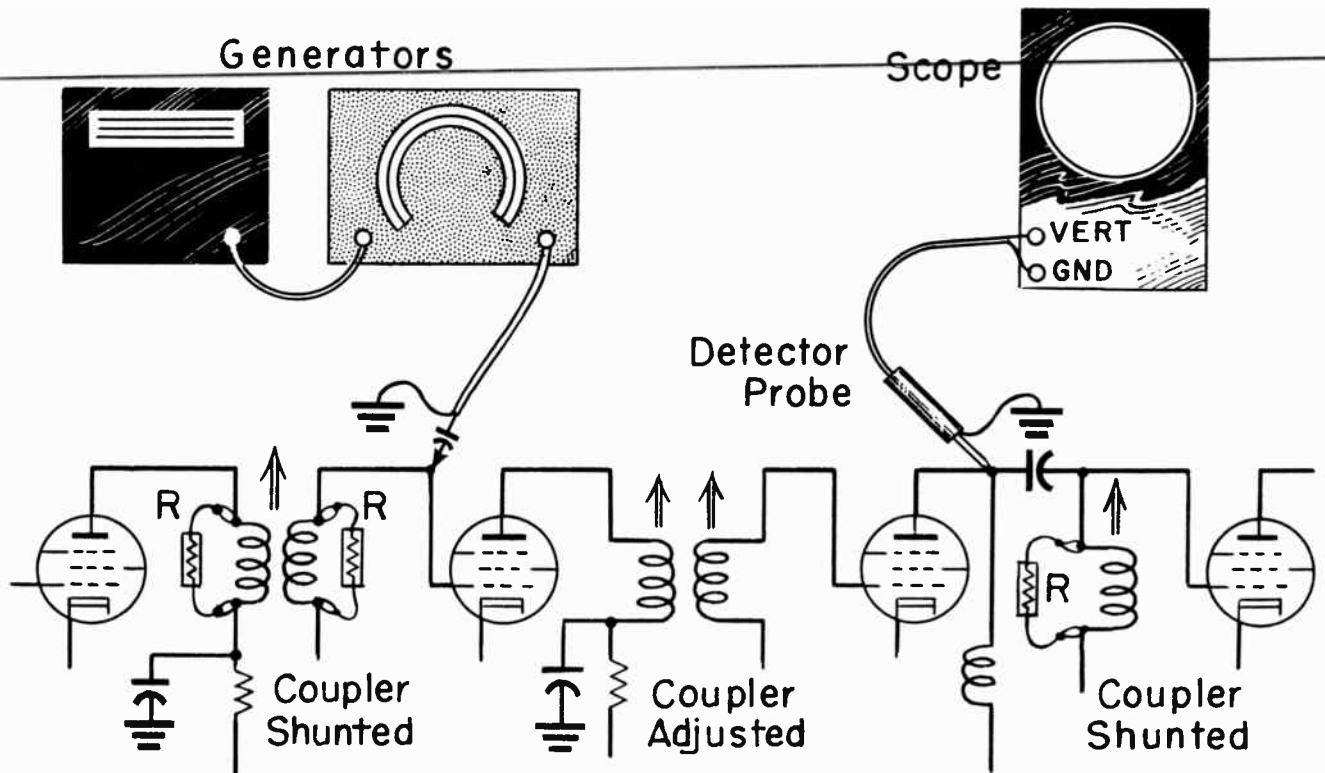 Generators
Scope
VERT
GND
Detector
Probe
R
R
R
Coupler
Shunted
Coupler
Adjusted
Coupler
Shunted